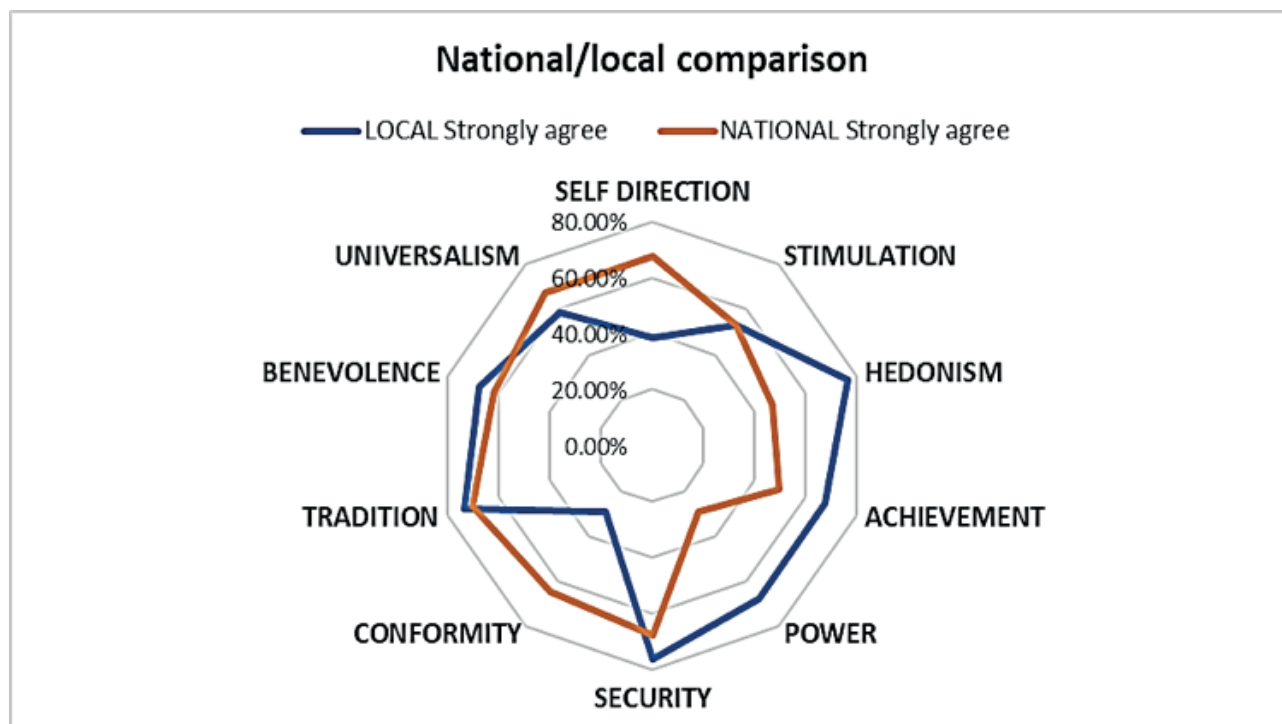 National/local comparison
LOCAL Strongly agree NATIONAL Strongly agree
SELF DIRECTION
80.00%
UNIVERSALISM STIMULATION
60.00%
40.00%
BENEVOLENCE HEDONISM
20.00%
0.00%
TRADITION ACHIEVEMENT
CONFORMITY POWER
SECURITY